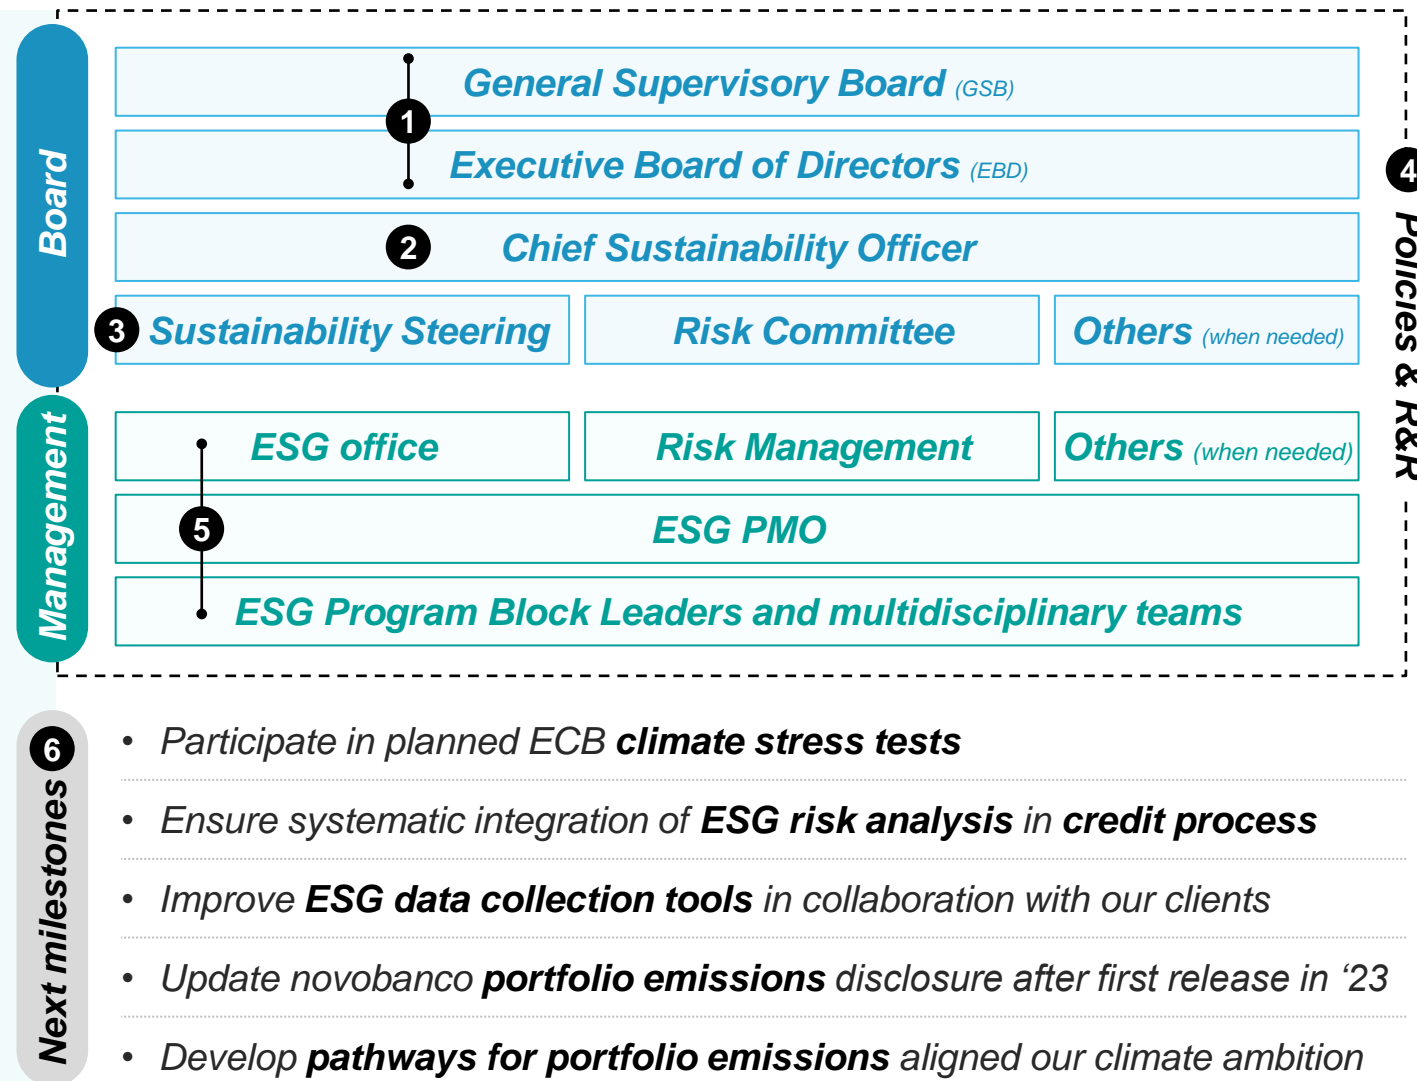 Board
General Supervisory Board (GSB)
1
Executive Board of Directors (EBD)
2 Chief Sustainability Officer
3 Sustainability Steering
Risk Committee
Others (when needed)
4 Policies & R&R
Management
ESG office
Risk Management
Others (when needed)
5
ESG PMO
ESG Program Block Leaders and multidisciplinary teams
6 Next milestones
• Participate in planned ECB climate stress tests
• Ensure systematic integration of ESG risk analysis in credit process
• Improve ESG data collection tools in collaboration with our clients
• Update novobanco portfolio emissions disclosure after first release in ‘23
• Develop pathways for portfolio emissions aligned our climate ambition